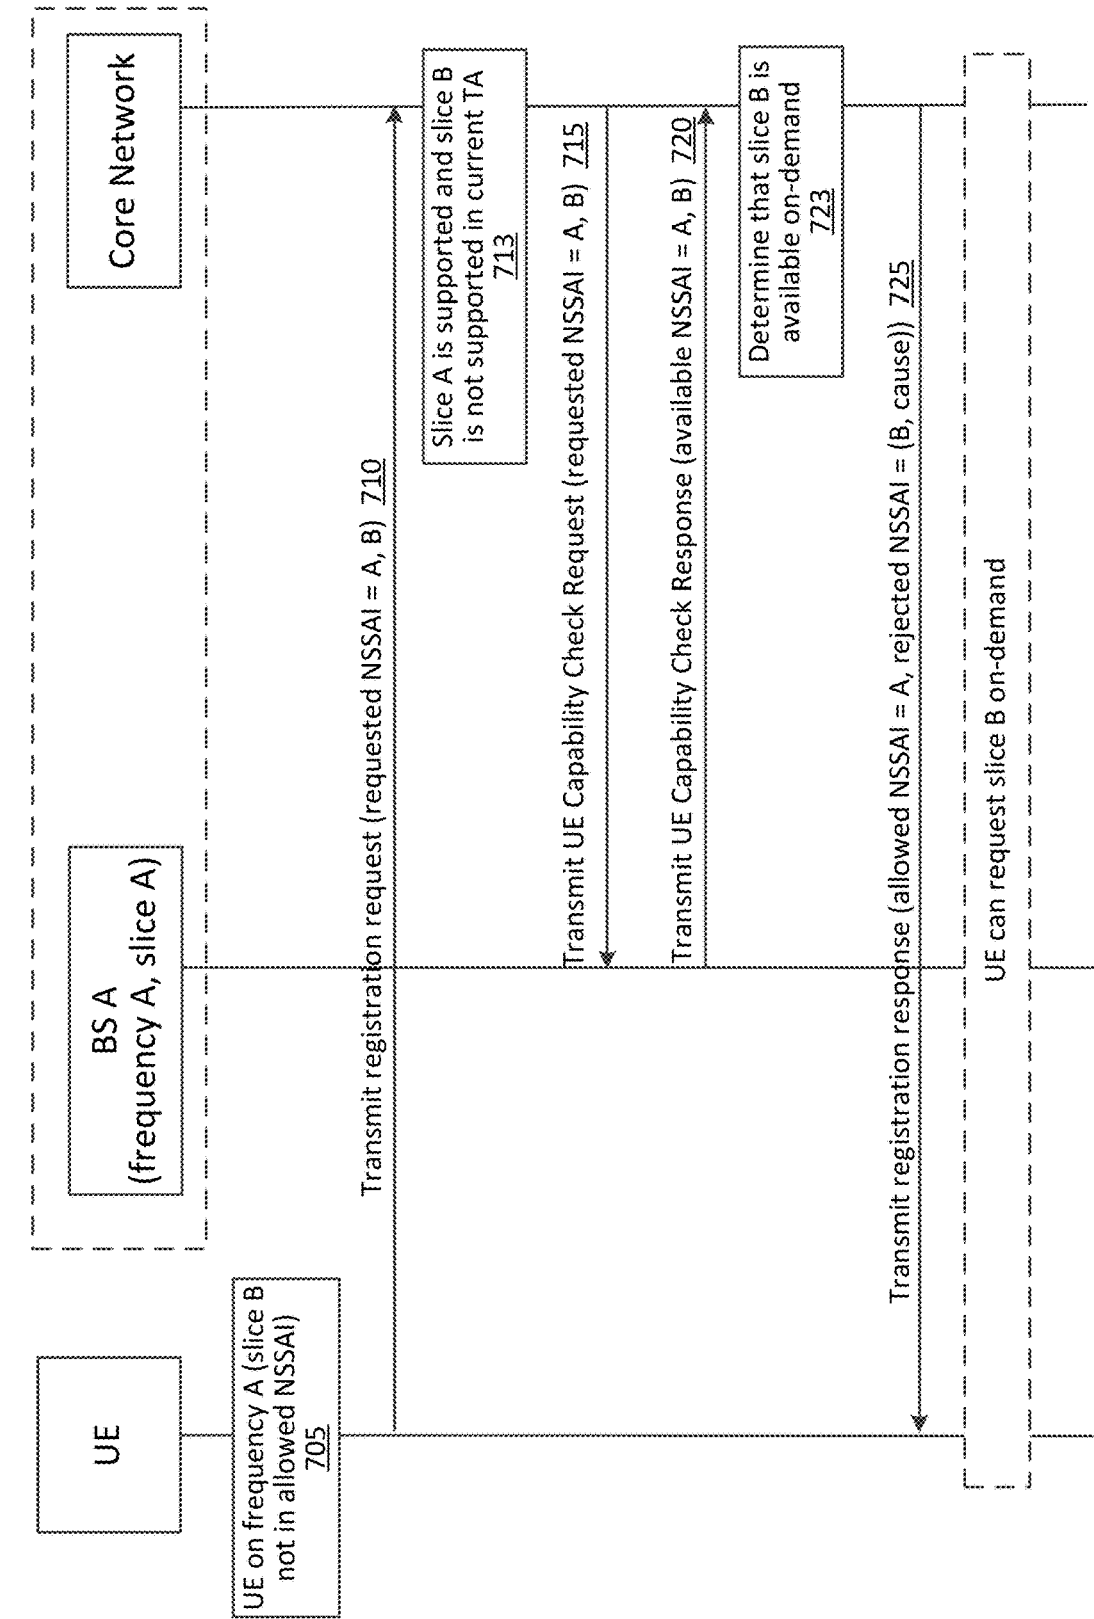 UE
BS A
(frequency A, slice A)
Core Network
UE on frequency A (slice B
not in allowed NSSAI)
705
Transmit registration request (requested NSSAI = A, B) 710
Slice A is supported and slice B
is not supported in current TA
713
Transmit UE Capability Check Request (requested NSSAI = A, B) 715
Transmit UE Capability Check Response (available NSSAI = A, B) 720
Determine that slice B is
available on-demand
723
Transmit registration response (allowed NSSAI = A, rejected NSSAI = (B, cause)) 725
UE can request slice B on-demand